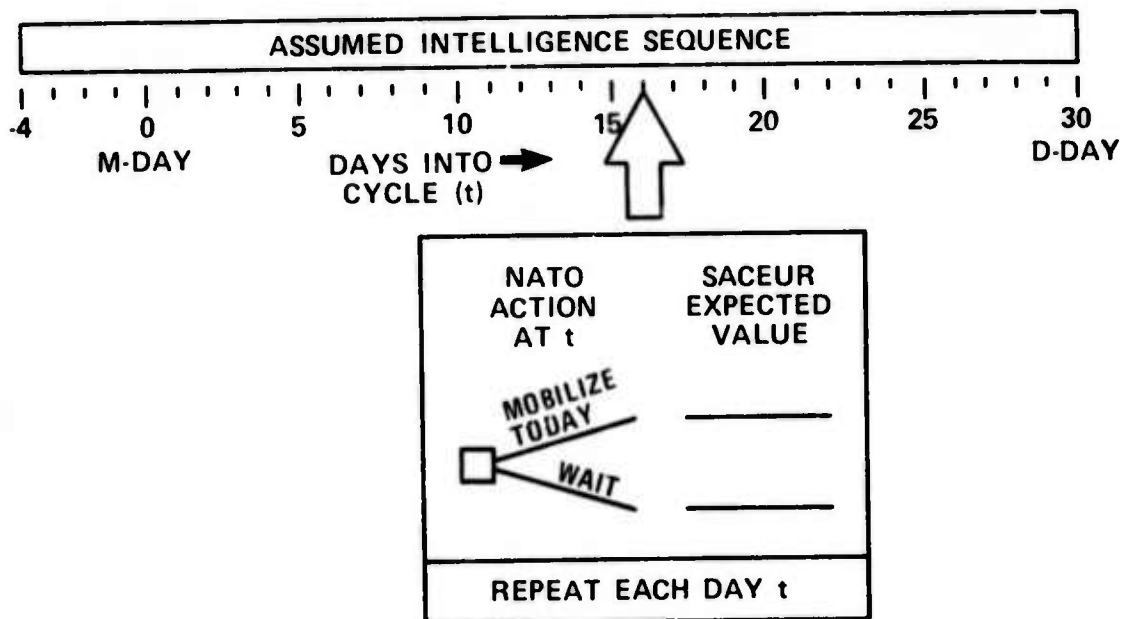 ASSUMED INTELLIGENCE SEQUENCE
-4 0 5 10 15 20 25 30
M-DAY DAYS INTO CYCLE (t) D-DAY
NATO ACTION AT t
SACEUR EXPECTED VALUE
MOBILIZE
TODAY
WAIT
REPEAT EACH DAY t